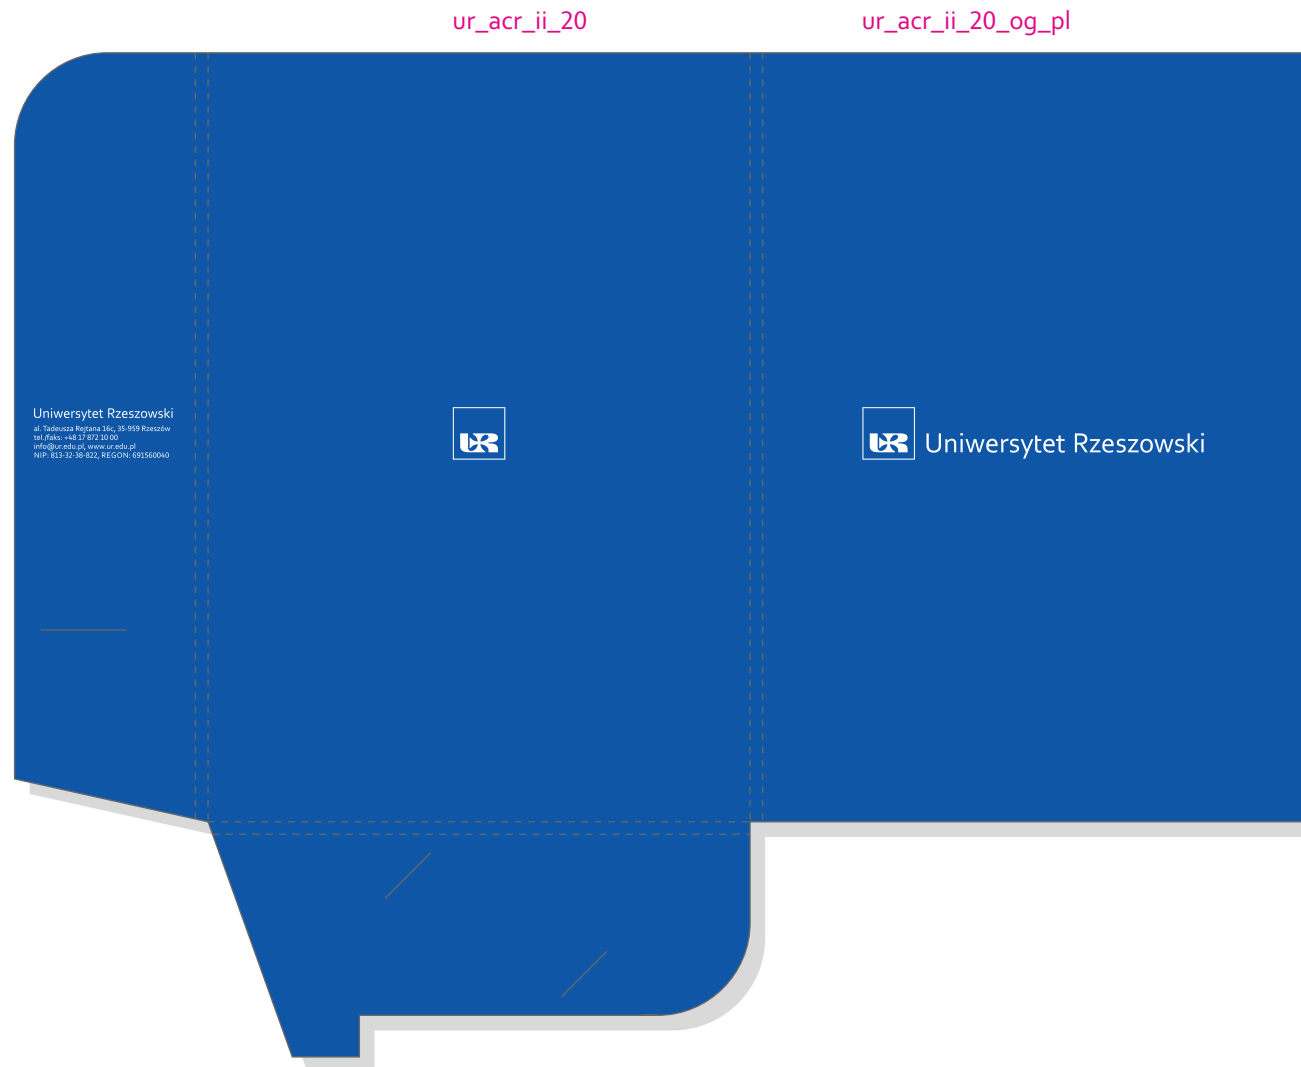 ur_acr_ii_20
ur_acr_ii_20_og_pl
Uniwersytet Rzeszowski
al. Tadeusza Rejtana 16c, 35-959 Rzeszów
tel./faks: +48 17 872 10 00
info@ur.edu.pl, www.ur.edu.pl
NIP: 813-32-38-822, REGON: 691560040
UR
UR Uniwersytet Rzeszowski